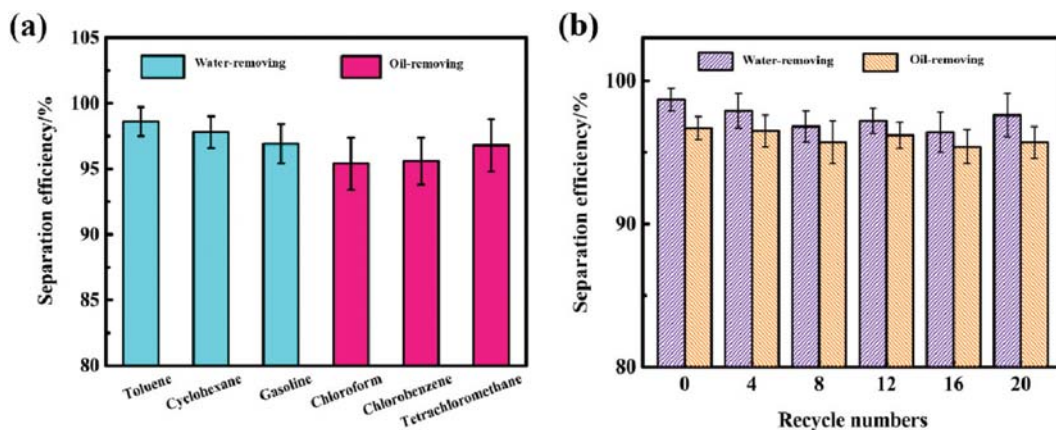 (a)
105
100
95
90
80
Separation efficiency/%
Water-removing
Oil-removing
Toluene
Cyclohexane
Gasoline
Chloroform
Chlorobenzene
Tetrachloromethane
(b)
100
90
80
Separation efficiency/%
Water-removing
Oil-removing
0 4 8 12 16 20
Recycle numbers